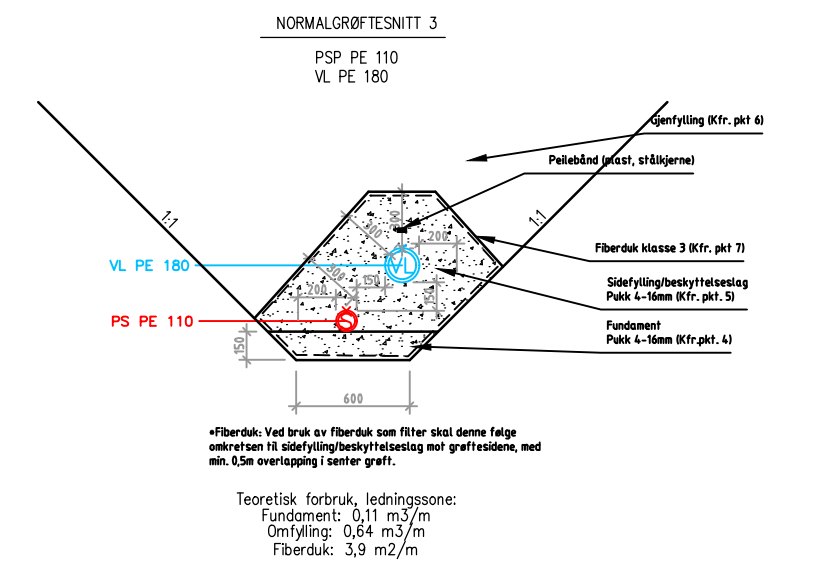 NORMALGRØFTESNITT 3
PSP PE 110
VL PE 180
Gjenfylling (Kfr. pkt 6)
Peilebånd (plast, stålkjerne)
1:1
1:1
300
300
200
Fiberduk klasse 3 (Kfr. pkt 7)
VL PE 180
VL
300
150
200
150
Sidefylling/beskyttelseslag
Pukk 4-16mm (Kfr. pkt. 5)
PS PE 110
S
Fundament
Pukk 4-16mm (Kfr.pkt. 4)
150
600
•Fiberduk: Ved bruk av fiberduk som filter skal denne følge
omkretsen til sidefylling/beskyttelseslag mot grøftesidene, med
min. 0,5m overlapping i senter grøft.
Teoretisk forbruk, ledningssone:
Fundament: 0,11 m3/m
Omfylling: 0,64 m3/m
Fiberduk: 3,9 m2/m